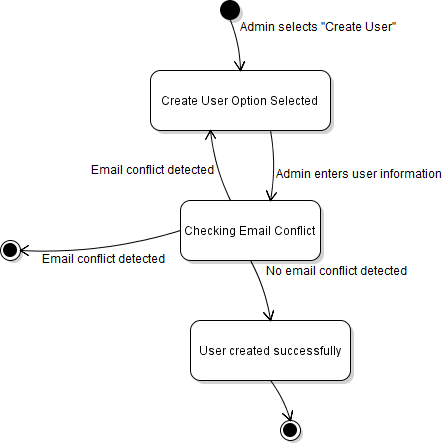 Admin selects "Create User"
Create User Option Selected
Email conflict detected
Admin enters user information
Checking Email Conflict
Email conflict detected
No email conflict detected
User created successfully